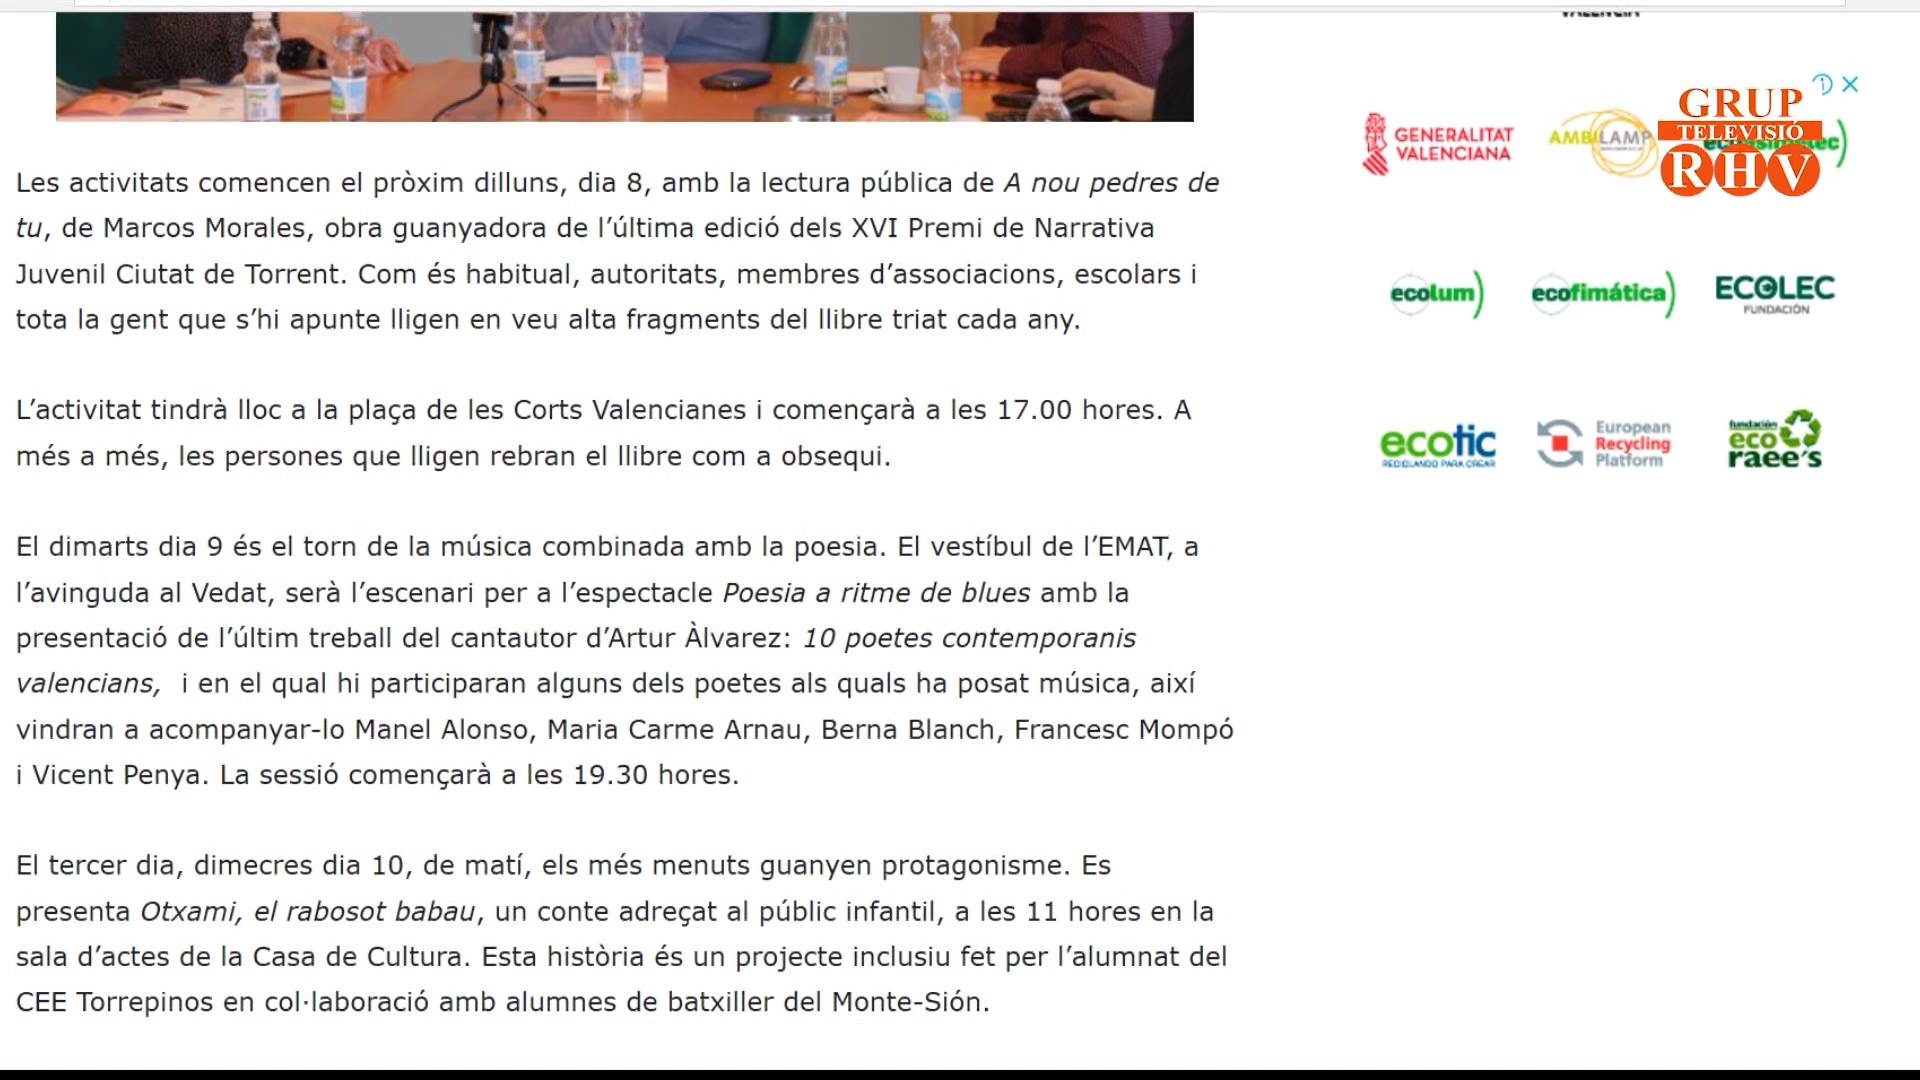 GRUP
TELEVISIÓ
RHV
GENERALITAT
VALENCIANA
AMBILAMP
Les activitats comencen el pròxim dilluns, dia 8, amb la lectura pública de A nou pedres de
tu, de Marcos Morales, obra guanyadora de l’última edició dels XVI Premi de Narrativa
Juvenil Ciutat de Torrent. Com és habitual, autoritats, membres d’associacions, escolars i
tota la gent que s’hi apunte lligen en veu alta fragments del llibre triat cada any.
ecolum
ecofimática
ECOLEC
FUNDACIÓN
L’activitat tindrà lloc a la plaça de les Corts Valencianes i començarà a les 17.00 hores. A
més a més, les persones que lligen rebran el llibre com a obsequi.
ecotic
RECICLANDO PARA CREAR
European
Recycling
Platform
fundación
eco
raee's
El dimarts dia 9 és el torn de la música combinada amb la poesia. El vestíbul de l’EMAT, a
l’avinguda al Vedat, serà l’escenari per a l’espectacle Poesia a ritme de blues amb la
presentació de l’últim treball del cantautor d’Artur Àlvarez: 10 poetes contemporanis
valencians, i en el qual hi participaran alguns dels poetes als quals ha posat música, així
vindran a acompanyar-lo Manel Alonso, Maria Carme Arnau, Berna Blanch, Francesc Mompó
i Vicent Penya. La sessió començarà a les 19.30 hores.
El tercer dia, dimecres dia 10, de matí, els més menuts guanyen protagonisme. Es
presenta Otxami, el rabosot babau, un conte adreçat al públic infantil, a les 11 hores en la
sala d’actes de la Casa de Cultura. Esta història és un projecte inclusiu fet per l’alumnat del
CEE Torrepinos en col·laboració amb alumnes de batxiller del Monte-Sión.